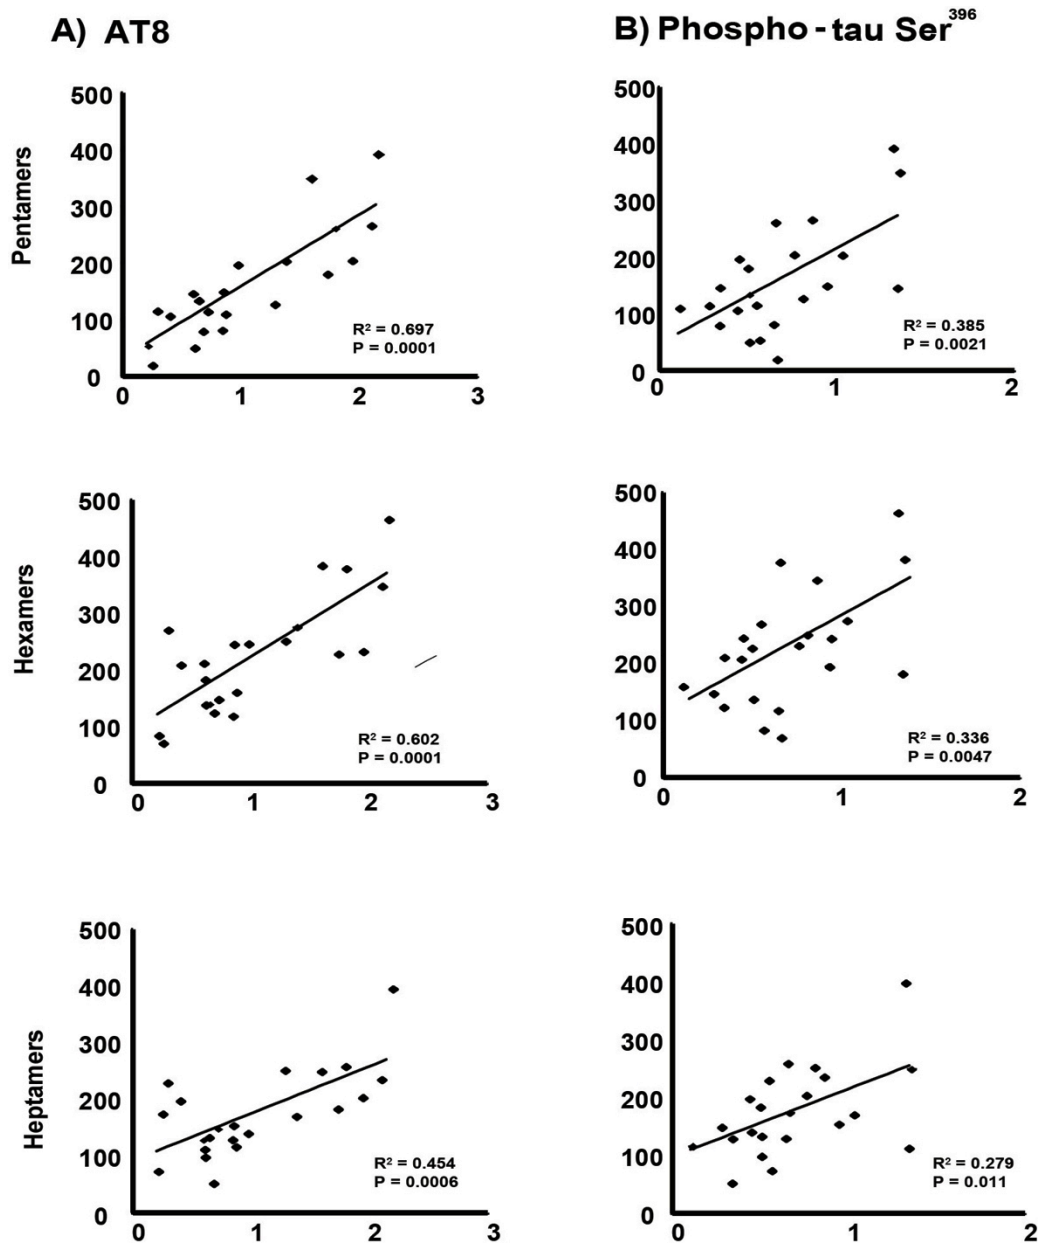 A) AT8
B) Phospho-tau Ser396
Pentamers
500
400
300
200
100
0
0 1 2 3
R² = 0.697
P = 0.0001
500
400
300
200
100
0
0 1 2
R² = 0.385
P = 0.0021
Hexamers
500
400
300
200
100
0
0 1 2 3
R² = 0.602
P = 0.0001
500
400
300
200
100
0
0 1 2
R² = 0.336
P = 0.0047
Heptamers
500
400
300
200
100
0
0 1 2 3
R² = 0.454
P = 0.0006
500
400
300
200
100
0
0 1 2
R² = 0.279
P = 0.011